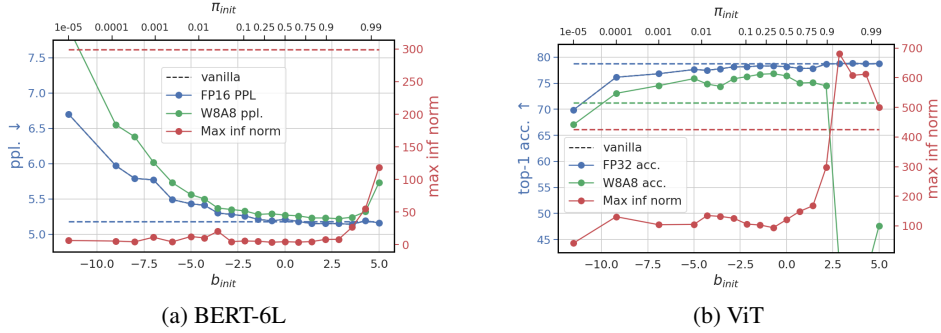 π_init
1e-05 0.0001 0.001 0.01 0.1 0.25 0.5 0.75 0.9 0.99
7.5 7.0 6.5 6.0 5.5 5.0
ppl. ↓
vanilla
FP16 PPL
W8A8 ppl.
Max inf norm
300 250 200 150 100 50 0
max inf norm
−10.0 −7.5 −5.0 −2.5 0.0 2.5 5.0
b_init
(a) BERT-6L
π_init
1e-05 0.0001 0.001 0.01 0.1 0.25 0.5 0.75 0.9 0.99
80 75 70 65 60 55 50 45
top-1 acc. ↑
vanilla
FP32 acc.
W8A8 acc.
Max inf norm
700 600 500 400 300 200 100
max inf norm
−10.0 −7.5 −5.0 −2.5 0.0 2.5 5.0
b_init
(b) ViT